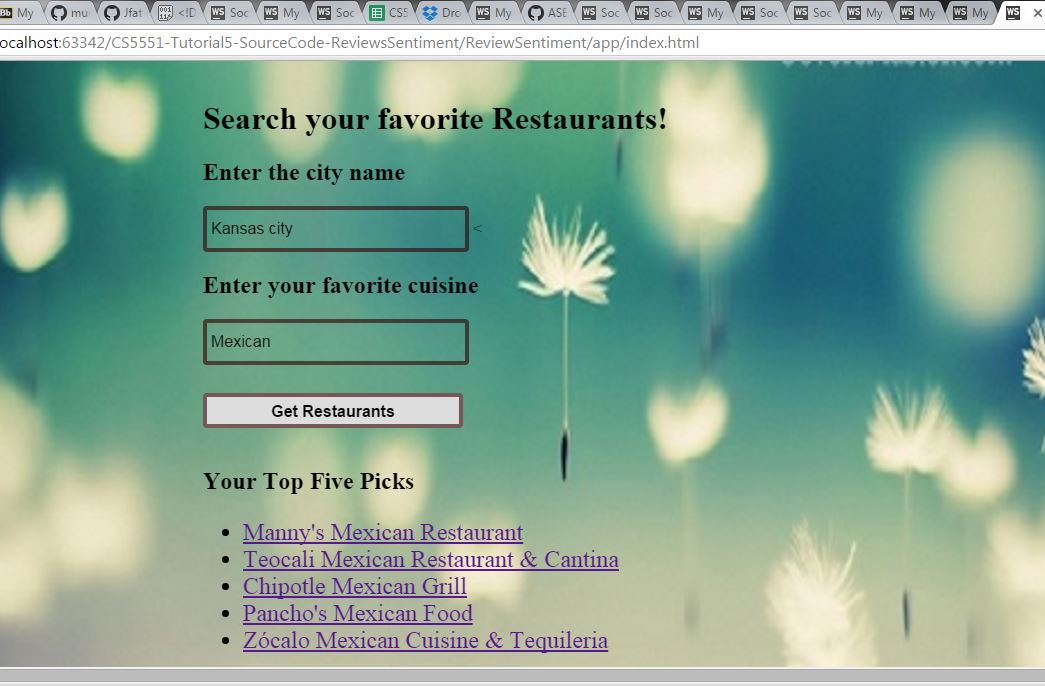 My
mu
Jfat
<!D
Soc
My
Soc
CS5
Dro
My
ASE
Soc
Soc
My
Soc
Soc
My
My
My
ocalhost:63342/CS5551-Tutorial5-SourceCode-ReviewsSentiment/ReviewSentiment/app/index.html
Search your favorite Restaurants!
Enter the city name
Kansas city <
Enter your favorite cuisine
Mexican
Get Restaurants
Your Top Five Picks
• Manny's Mexican Restaurant
• Teocali Mexican Restaurant & Cantina
• Chipotle Mexican Grill
• Pancho's Mexican Food
• Zócalo Mexican Cuisine & Tequileria